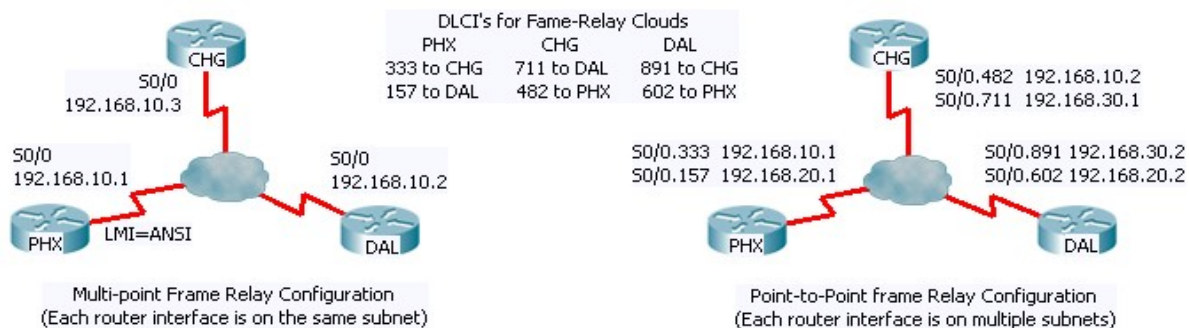 DLCI's for Fame-Relay Clouds
PHX CHG DAL
333 to CHG 711 to DAL 891 to CHG
157 to DAL 482 to PHX 602 to PHX
CHG
S0/0
192.168.10.3
S0/0
192.168.10.1
S0/0
192.168.10.2
PHX
LMI=ANSI
DAL
Multi-point Frame Relay Configuration
(Each router interface is on the same subnet)
CHG
S0/0.482 192.168.10.2
S0/0.711 192.168.30.1
S0/0.333 192.168.10.1
S0/0.157 192.168.20.1
S0/0.891 192.168.30.2
S0/0.602 192.168.20.2
PHX
DAL
Point-to-Point frame Relay Configuration
(Each router interface is on multiple subnets)